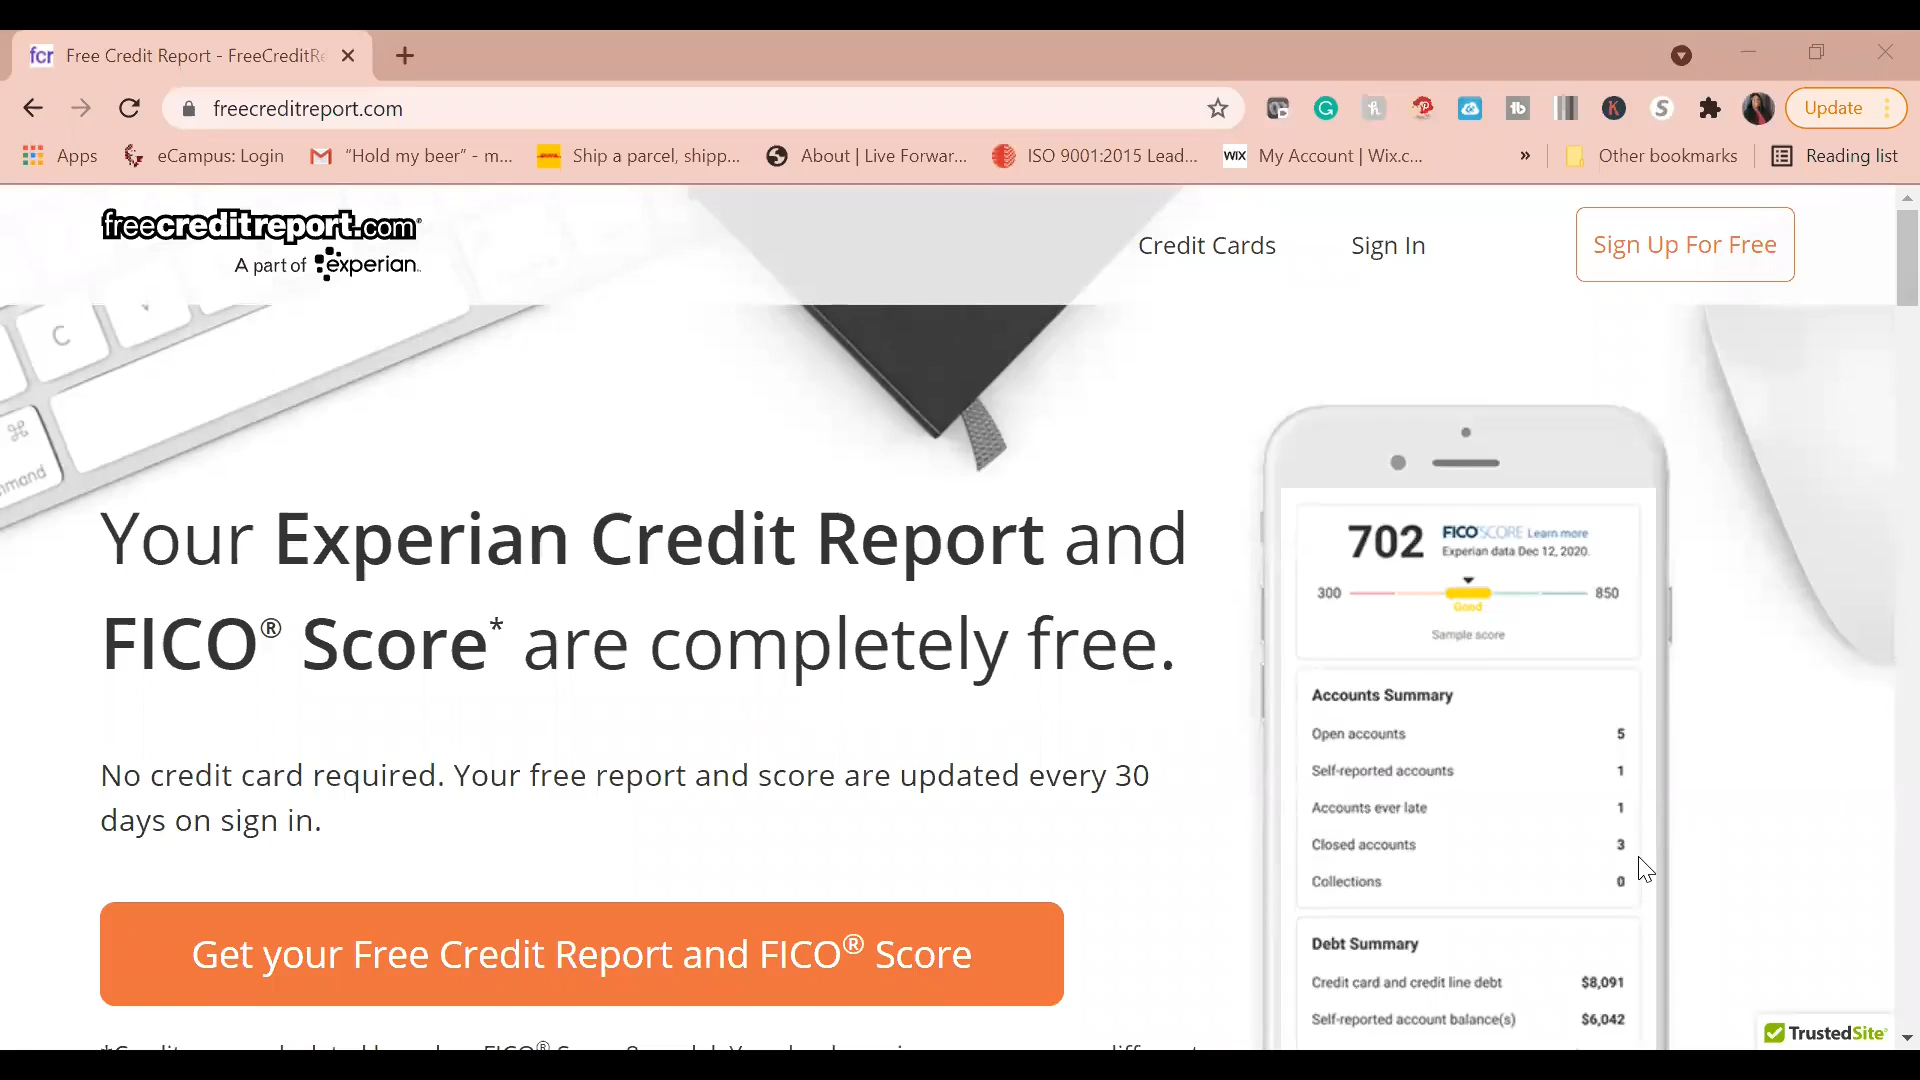 fcr Free Credit Report - FreeCreditRe
freecreditreport.com
Update
Apps eCampus: Login "Hold my beer" - m... Ship a parcel, shipp... About | Live Forwar... ISO 9001:2015 Lead... WIX My Account | Wix.c... » Other bookmarks Reading list
freecreditreport.com®
A part of experian.
Credit Cards Sign In Sign Up For Free
C
V
⌘
mmand
Your Experian Credit Report and
FICO® Score* are completely free.
No credit card required. Your free report and score are updated every 30
days on sign in.
Get your Free Credit Report and FICO® Score
702 FICO® SCORE Learn more
Experian data Dec 12, 2020.
300 850
Good
Sample score
Accounts Summary
Open accounts 5
Self-reported accounts 1
Accounts ever late 1
Closed accounts 3
Collections 0
Debt Summary
Credit card and credit line debt $8,091
Self-reported account balance(s) $6,042
TrustedSite